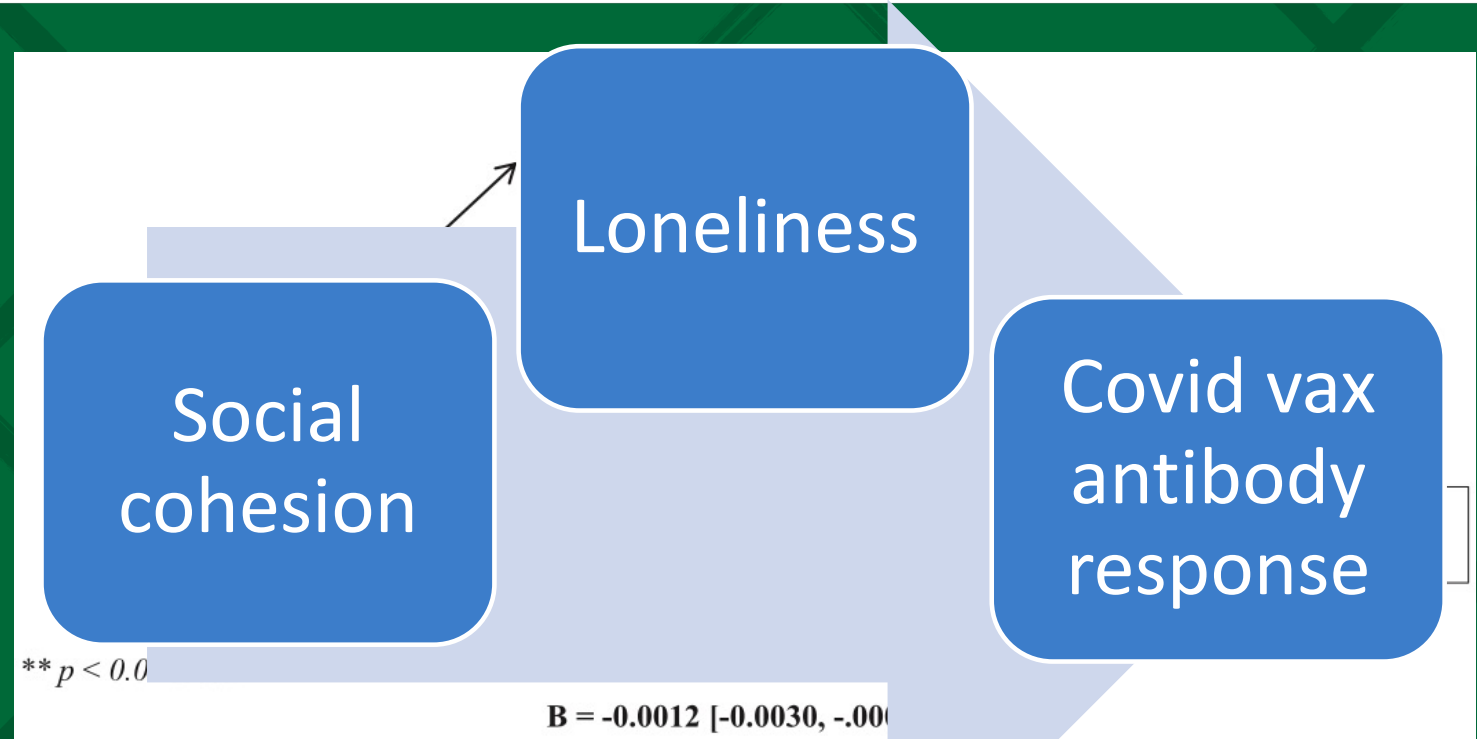 Loneliness
Social
cohesion
Covid vax
antibody
response
** p < 0.0
B = -0.0012 [-0.0030, -.00